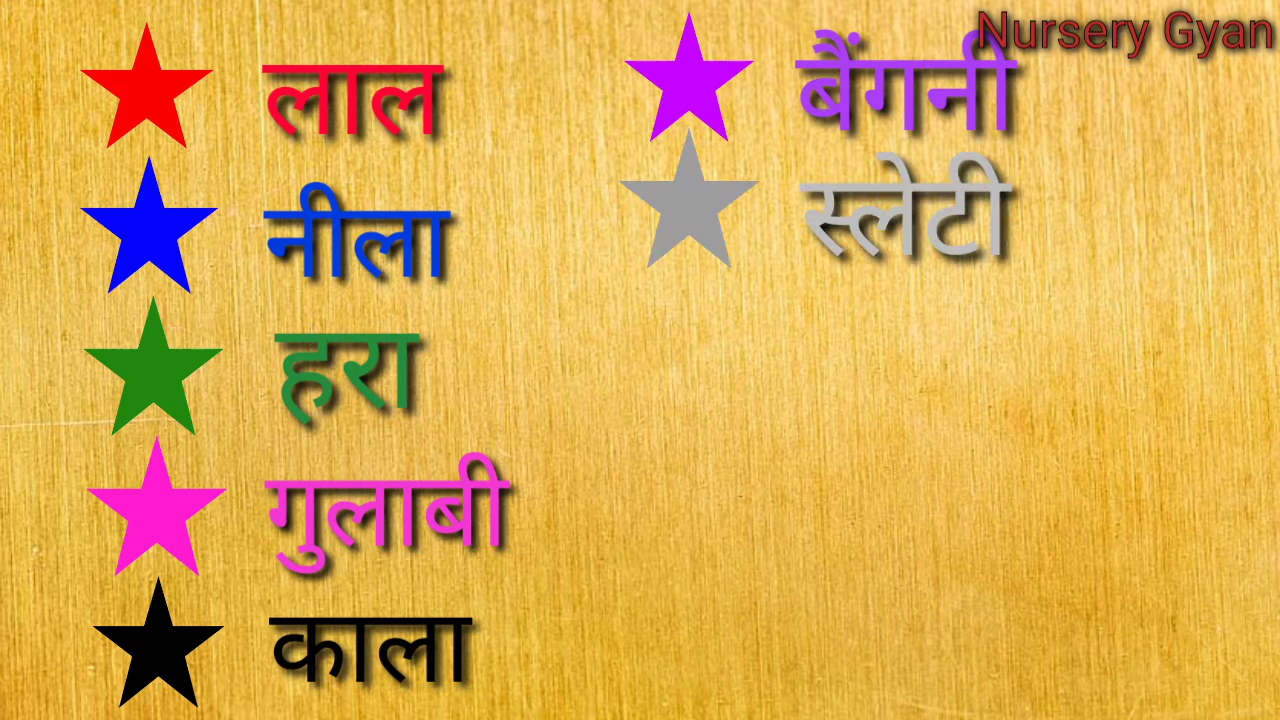 Nursery Gyan
लाल
नीला
हरा
गुलाबी
काला
बैंगनी
स्लेटी